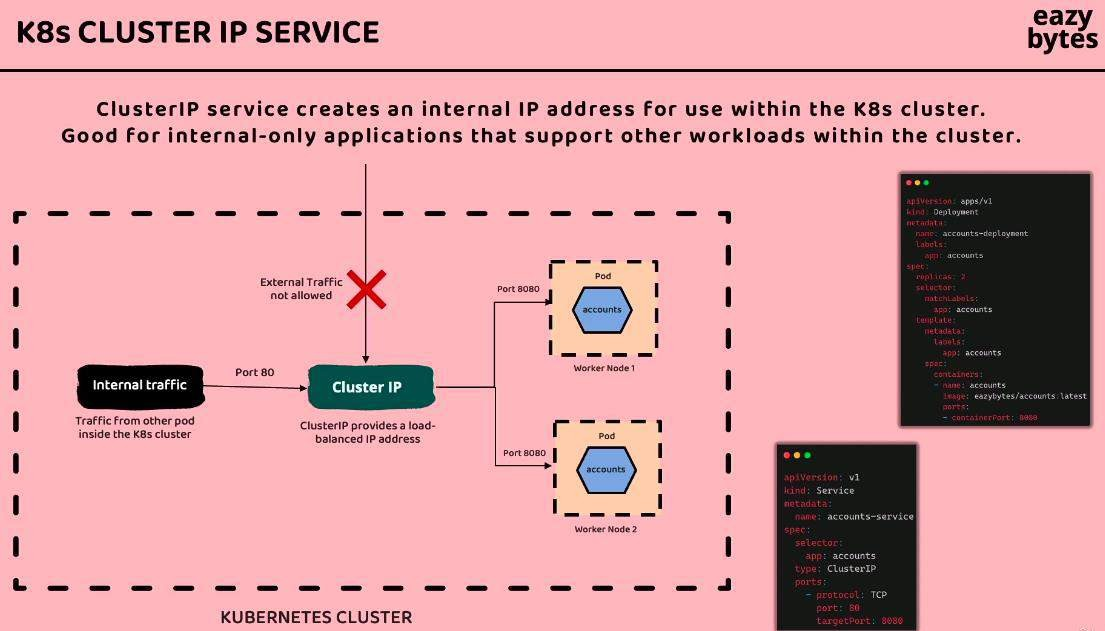 K8s CLUSTER IP SERVICE
eazy
bytes
ClusterIP service creates an internal IP address for use within the K8s cluster.
Good for internal-only applications that support other workloads within the cluster.
External Traffic
not allowed
Internal traffic
Traffic from other pod
inside the K8s cluster
Port 80
Cluster IP
ClusterIP provides a load-
balanced IP address
Port 8080
Pod
accounts
Worker Node 1
Port 8080
Pod
accounts
Worker Node 2
KUBERNETES CLUSTER
apiVersion: apps/v1
kind: Deployment
metadata:
  name: accounts-deployment
  labels:
    app: accounts
spec:
  replicas: 2
  selector:
    matchLabels:
      app: accounts
  template:
    metadata:
      labels:
        app: accounts
    spec:
      containers:
      - name: accounts
        image: eazybytes/accounts:latest
        ports:
        - containerPort: 8080
apiVersion: v1
kind: Service
metadata:
  name: accounts-service
spec:
  selector:
    app: accounts
  type: ClusterIP
  ports:
    - protocol: TCP
      port: 80
      targetPort: 8080